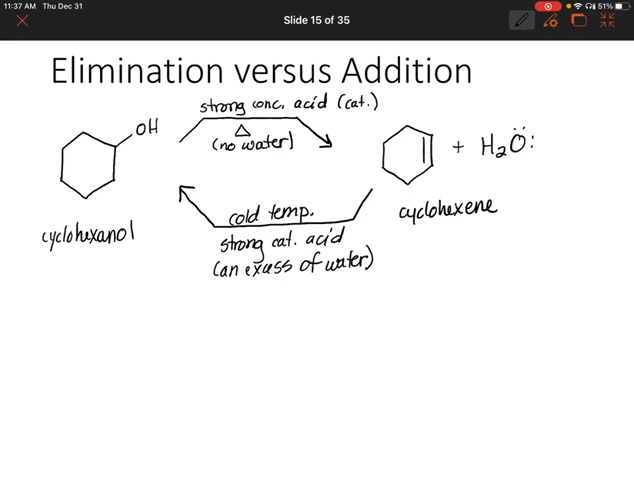 11:37 AM Thu Dec 31
51%
Slide 15 of 35
Elimination versus Addition
strong conc. acid (cat.)
Δ
(no water)
OH
+ H2O
cyclohexanol
cold temp.
strong cat. acid
(an excess of water)
cyclohexene